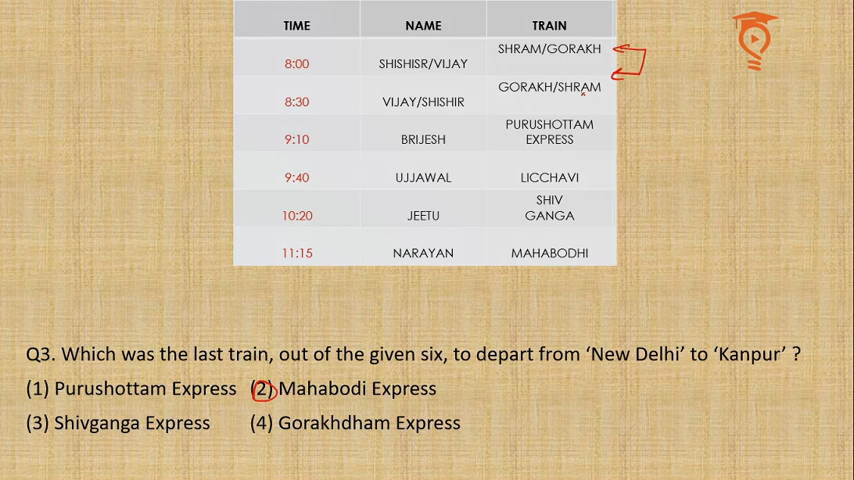 TIME NAME TRAIN
8:00 SHISHISR/VIJAY SHRAM/GORAKH
8:30 VIJAY/SHISHIR GORAKH/SHRAM
9:10 BRIJESH PURUSHOTTAM
EXPRESS
9:40 UJJAWAL LICCHAVI
10:20 JEETU SHIV
GANGA
11:15 NARAYAN MAHABODHI
Q3. Which was the last train, out of the given six, to depart from ‘New Delhi’ to ‘Kanpur’ ?
(1) Purushottam Express (2) Mahabodi Express
(3) Shivganga Express (4) Gorakhdham Express